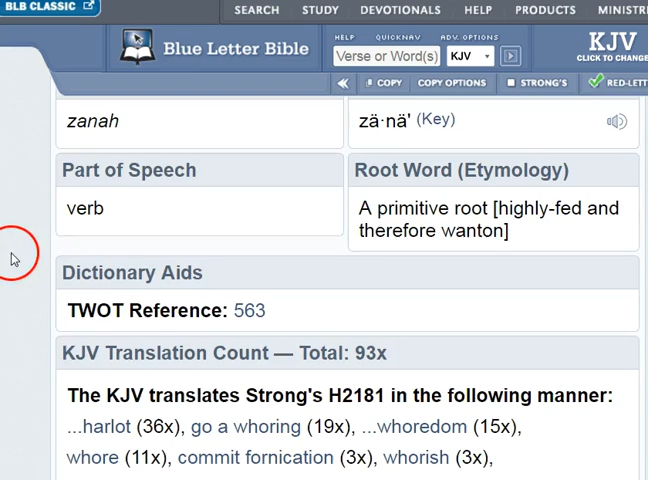 BLB CLASSIC
SEARCH STUDY DEVOTIONALS HELP PRODUCTS MINISTRI
Blue Letter Bible
HELP QUICKNAV ADV. OPTIONS
Verse or Word(s) KJV
KJV
CLICK TO CHANGE
COPY COPY OPTIONS STRONG'S RED-LETT
zanah
zä·nä' (Key)
Part of Speech
verb
Root Word (Etymology)
A primitive root [highly-fed and
therefore wanton]
Dictionary Aids
TWOT Reference: 563
KJV Translation Count — Total: 93x
The KJV translates Strong's H2181 in the following manner:
...harlot (36x), go a whoring (19x), ...whoredom (15x),
whore (11x), commit fornication (3x), whorish (3x),